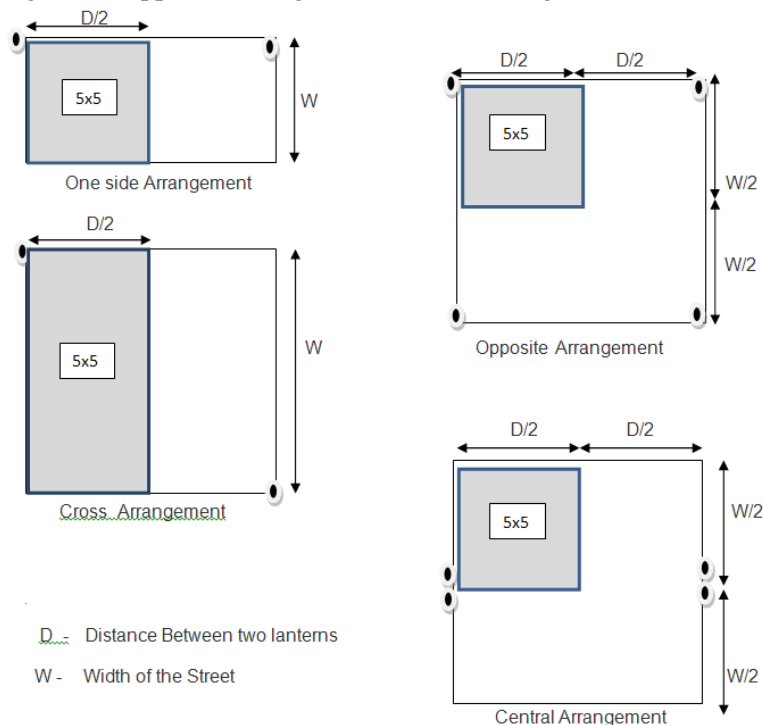 D/2
5x5
W
One side Arrangement
D/2
5x5
W
Cross Arrangement
D - Distance Between two lanterns
W - Width of the Street
D/2 D/2
5x5
W/2
W/2
Opposite Arrangement
D/2 D/2
5x5
W/2
W/2
Central Arrangement